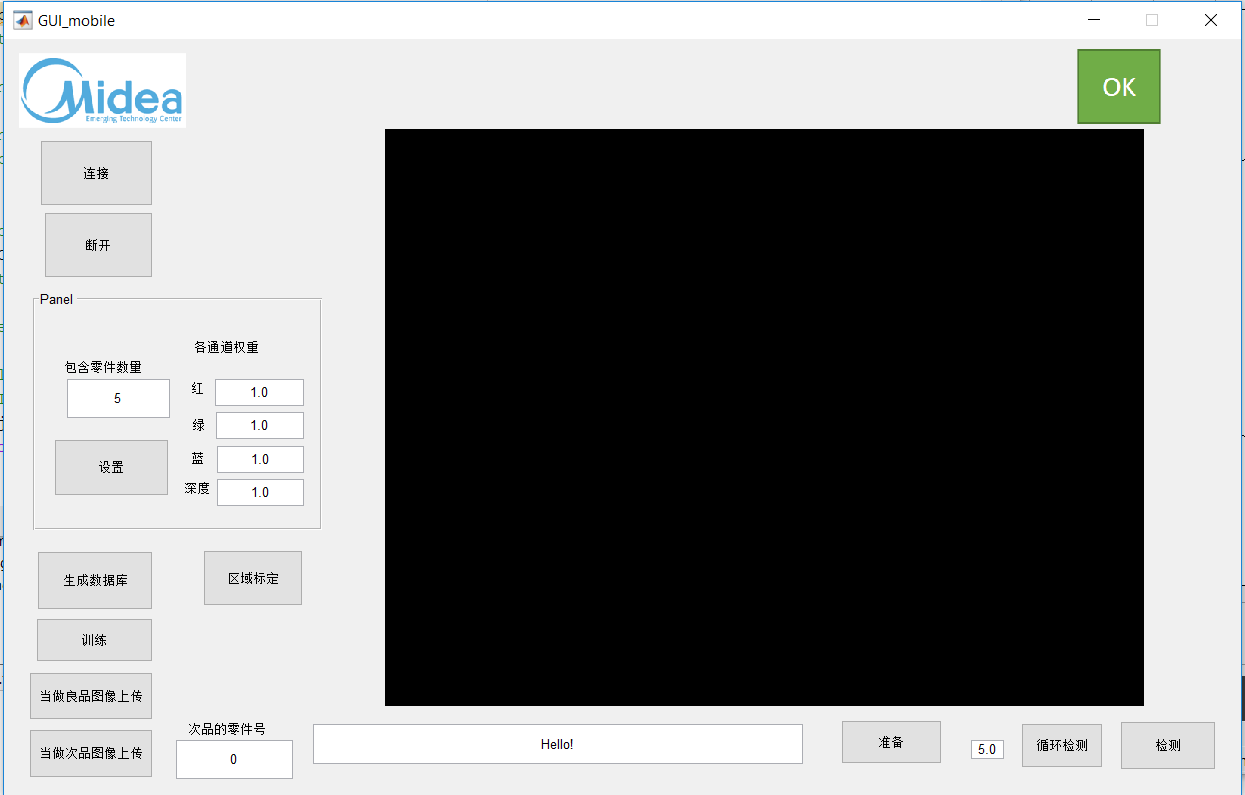 GUI_mobile
Midea
Emerging Technology Center
OK
连接
断开
Panel
各通道权重
包含零件数量
5
红
1.0
绿
1.0
蓝
1.0
深度
1.0
设置
生成数据库
区域标定
训练
当做良品图像上传
当做次品图像上传
次品的零件号
0
Hello!
准备
5.0
循环检测
检测